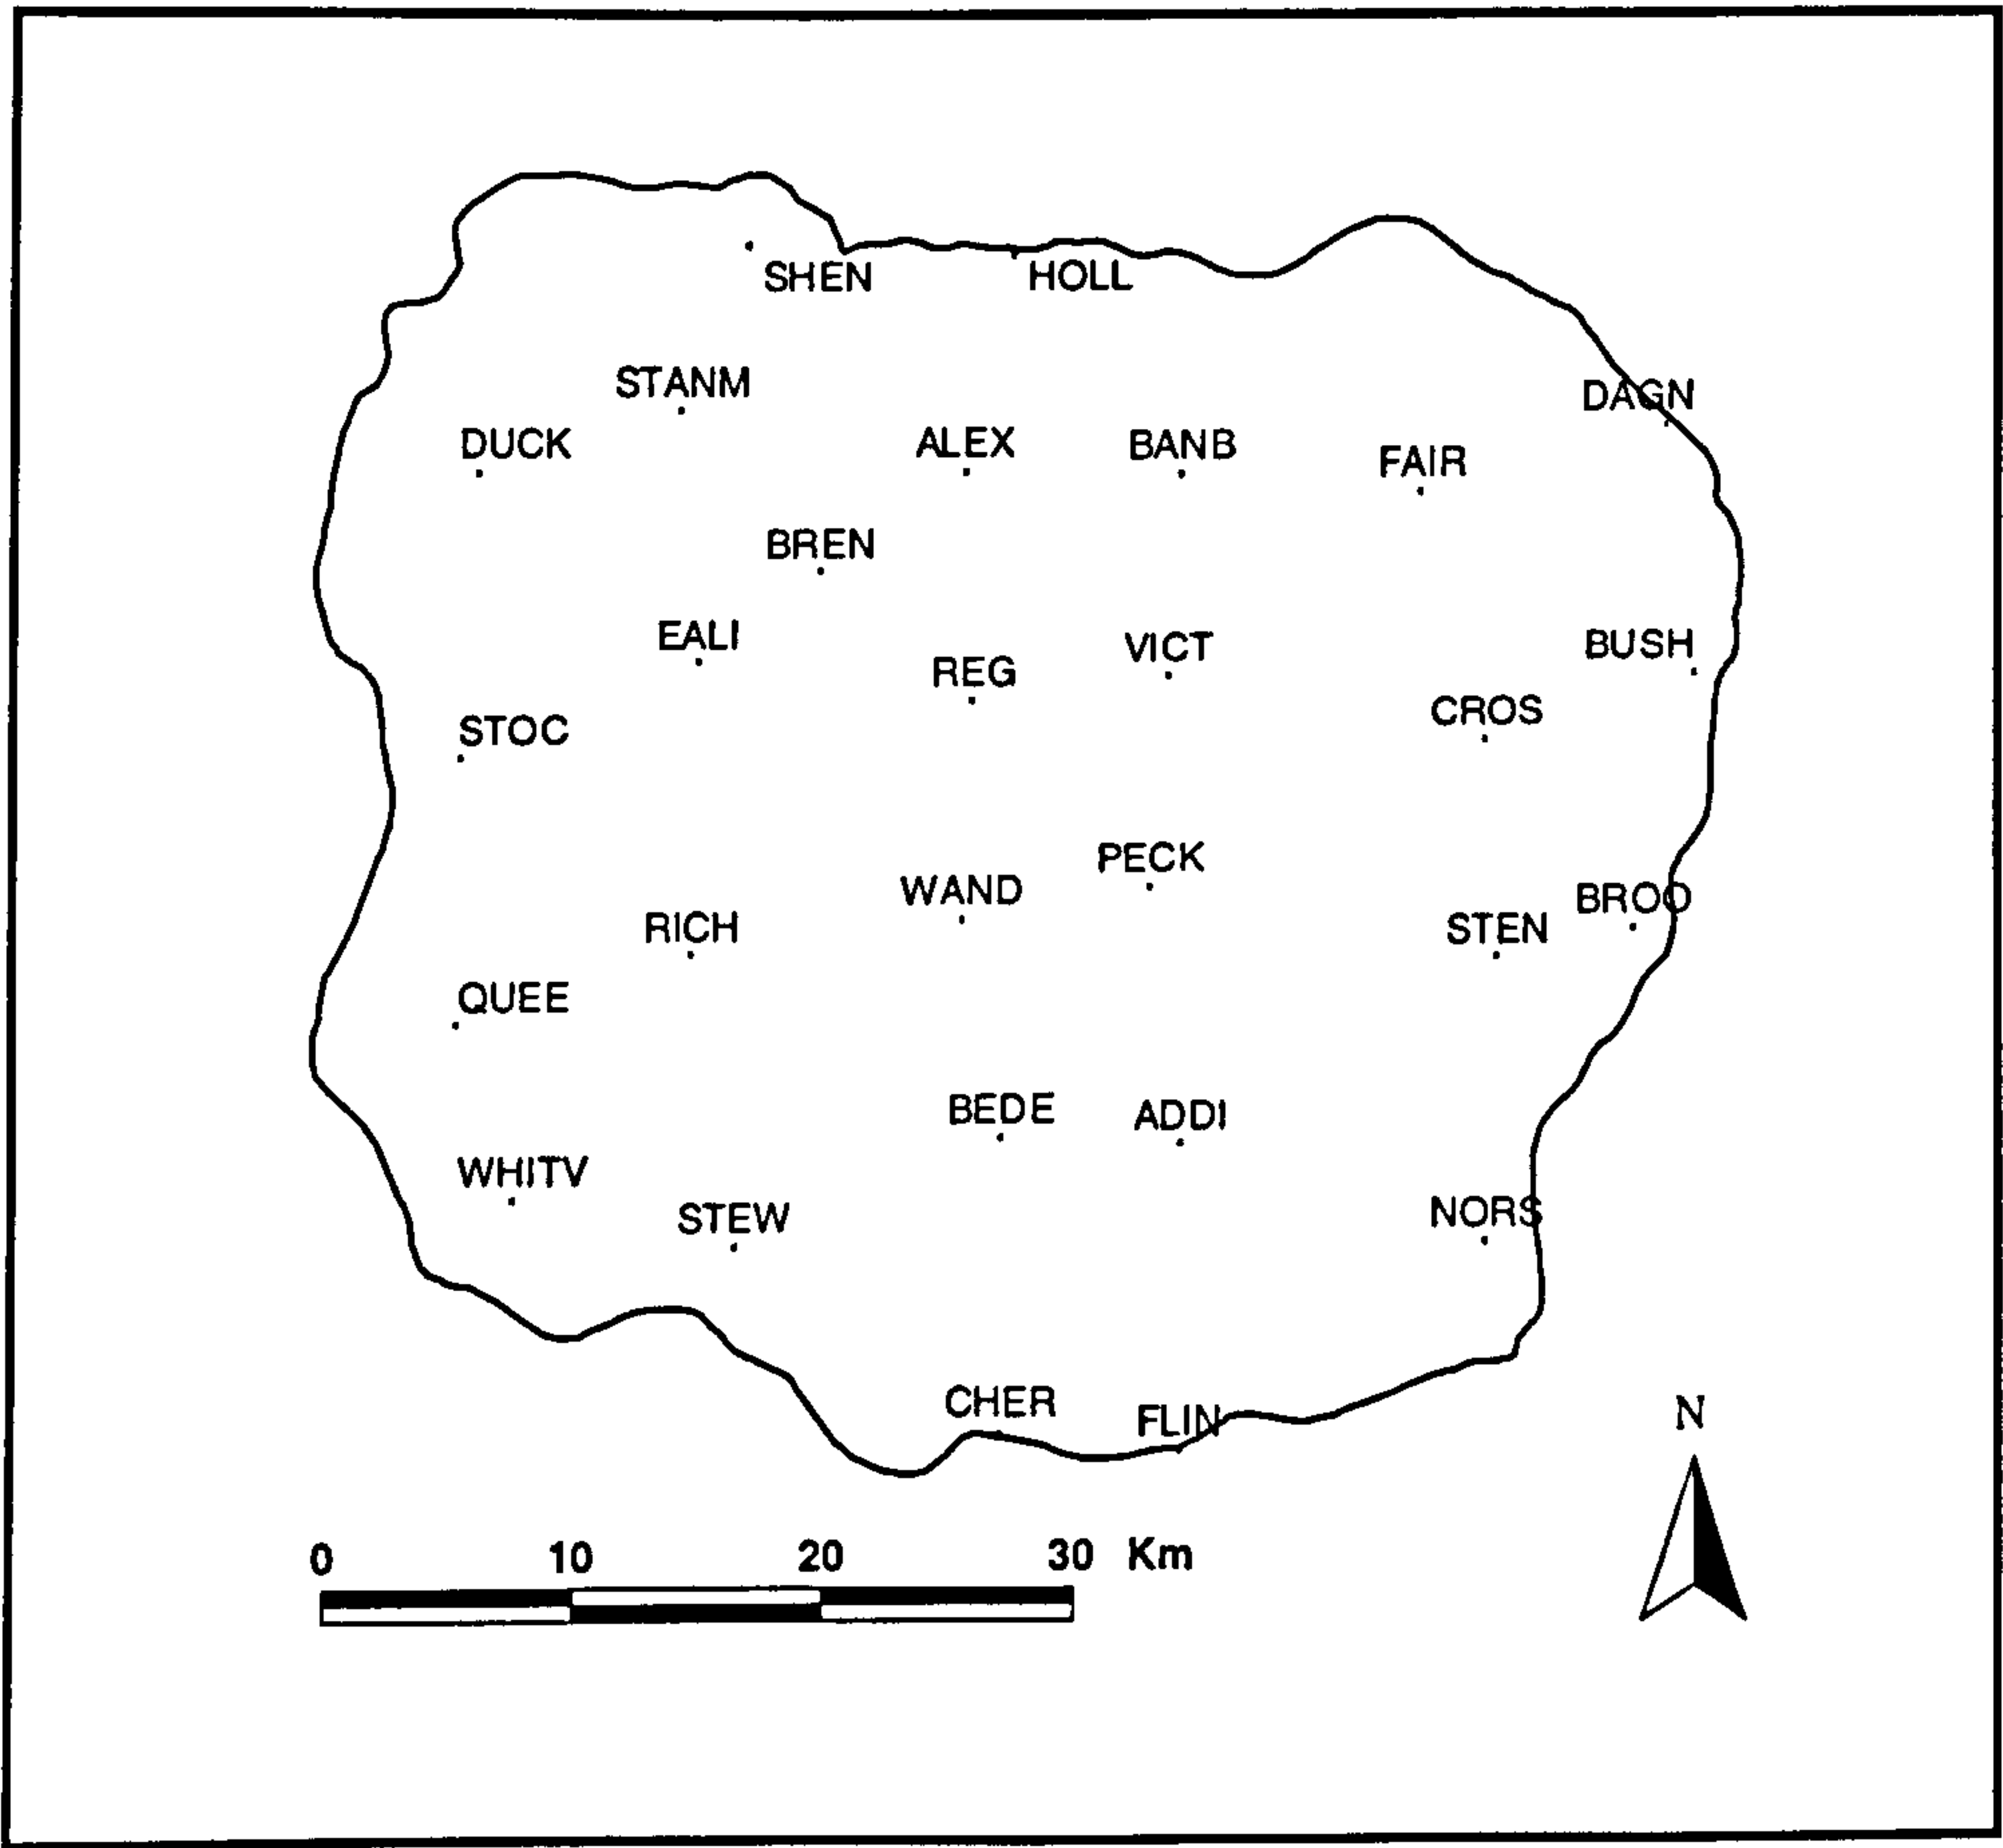 SHEN
HOLL
STANM
DAGN
DUCK
ALEX
BANB
FAIR
BREN
EALI
VICT
BUSH
REG
CROS
STOC
PECK
WAND
BROO
RICH
STEN
QUEE
BEDE
ADDI
WHITV
STEW
NORS
CHER
FLIN
N
0 10 20 30 Km